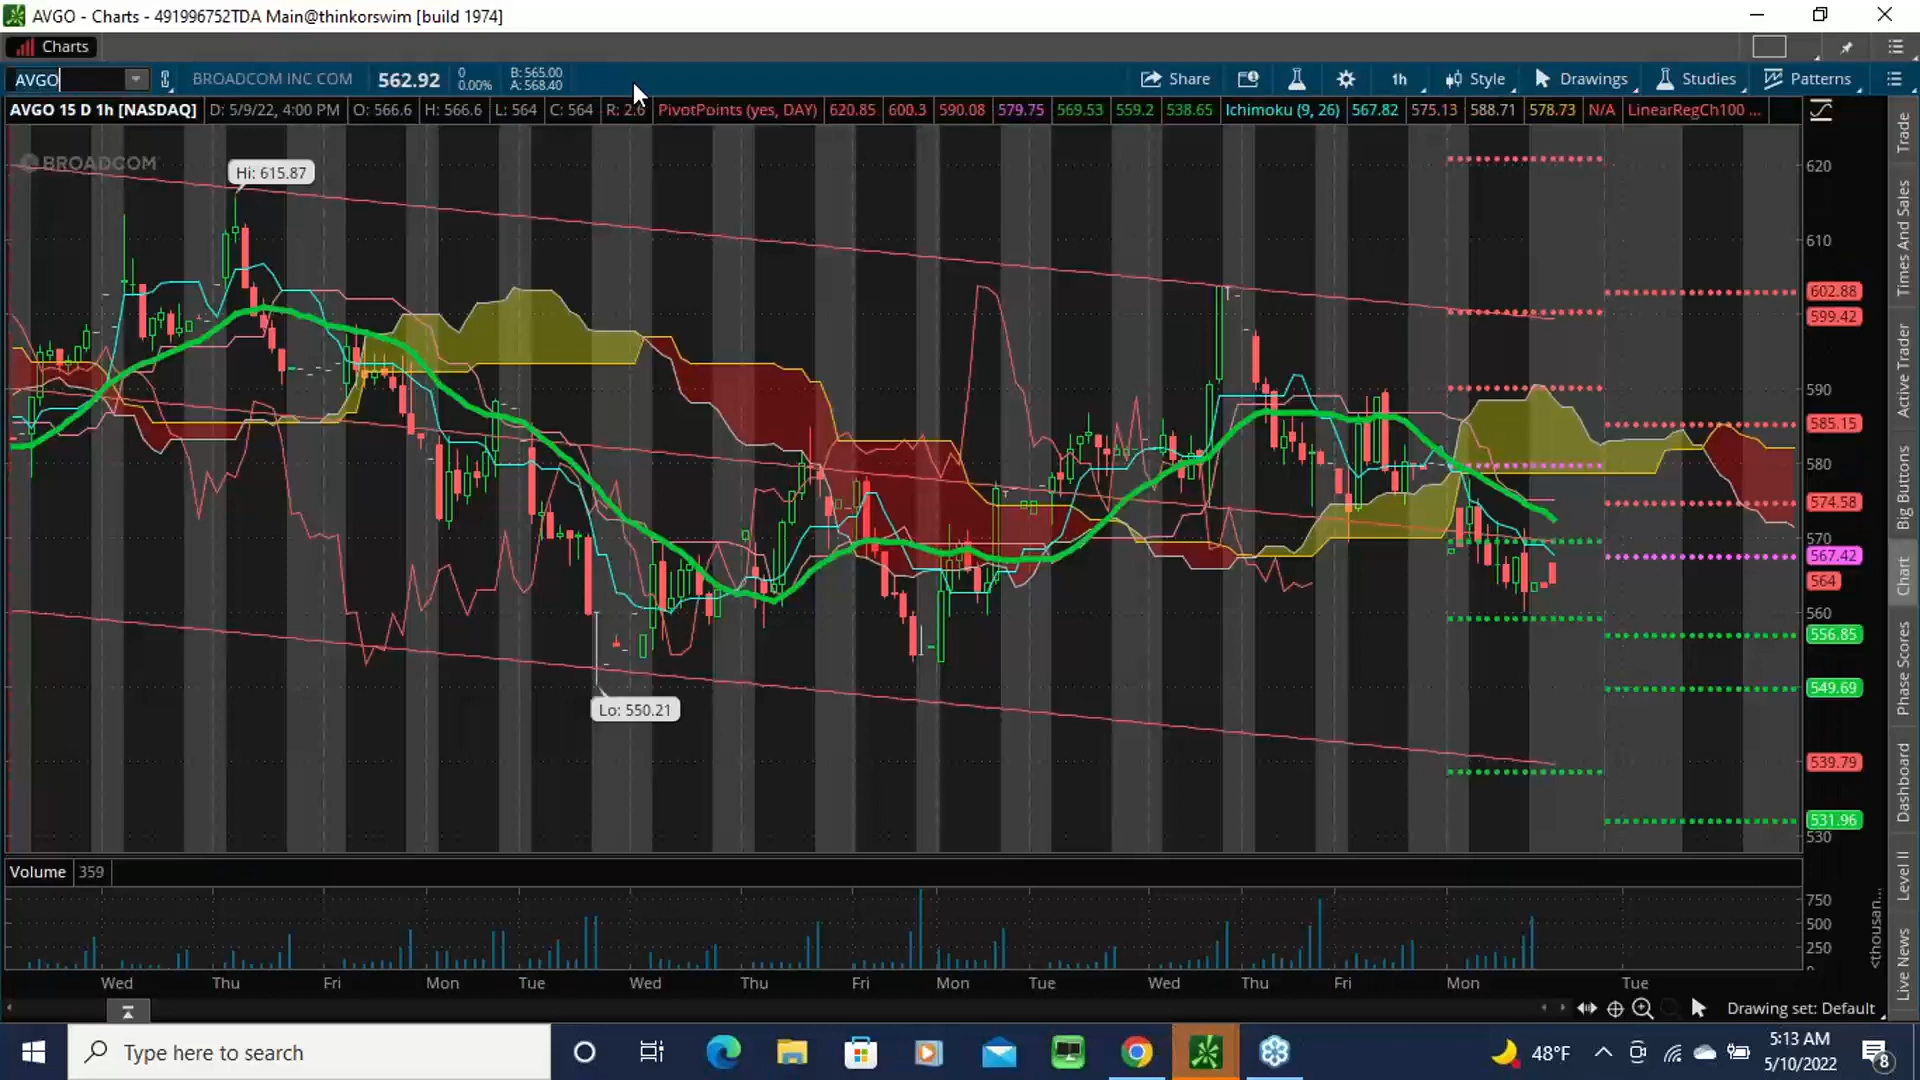 AVGO - Charts - 491996752TDA Main@thinkorswim [build 1974]
Charts
AVGO
BROADCOM INC COM
562.92
0
0.00%
B: 565.00
A: 568.40
Share
1h
Style
Drawings
Studies
Patterns
AVGO 15 D 1h [NASDAQ] D: 5/9/22, 4:00 PM O: 566.6 H: 566.6 L: 564 C: 564 R: 2.6 PivotPoints (yes, DAY) 620.85 600.3 590.08 579.75 569.53 559.2 538.65 Ichimoku (9, 26) 567.82 575.13 588.71 578.73 N/A LinearRegCh100 ...
BROADCOM
Hi: 615.87
Lo: 550.21
620
610
602.88
599.42
590
585.15
580
574.58
570
567.42
564
560
556.85
549.69
539.79
531.96
530
Trade
Times And Sales
Active Trader
Big Buttons
Chart
Phase Scores
Dashboard
Level II
Live News
Volume 359
750
500
250
<thousan...
Wed Thu Fri Mon Tue Wed Thu Fri Mon Tue Wed Thu Fri Mon Tue
Drawing set: Default
Type here to search
48°F
5:13 AM
5/10/2022
8